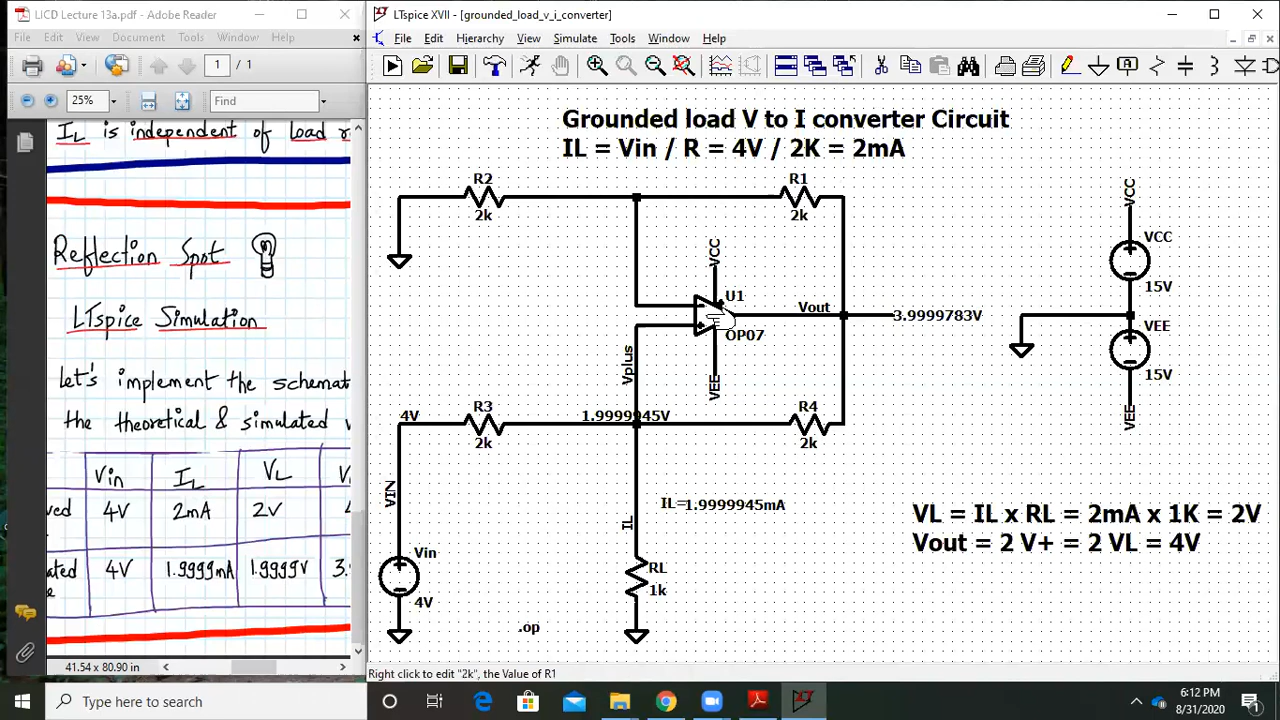 LICD Lecture 13a.pdf - Adobe Reader
File Edit View Document Tools Window Help
1 / 1
25%
Find
IL is independent of load r
Reflection Spot
LTspice Simulation
Let's implement the schemat
the theoretical & simulated v
Vin IL VL V
ved 4V 2mA 2V
ated 4V 1.9999mA 1.9999V 3.
e
41.54 x 80.90 in
LTspice XVII - [grounded_load_v_i_converter]
File Edit Hierarchy View Simulate Tools Window Help
Grounded load V to I converter Circuit
IL = Vin / R = 4V / 2K = 2mA
R2
2k
R1
2k
VCC
U1
OP07
VEE
Vout
3.9999783V
Vplus
4V
R3
2k
1.9999945V
R4
2k
VIN
IL
IL=1.9999945mA
Vin
4V
RL
1k
.op
VCC
VCC
15V
VEE
15V
VEE
VL = IL x RL = 2mA x 1K = 2V
Vout = 2 V+ = 2 VL = 4V
Right click to edit "2k", the Value of R1
Type here to search
6:12 PM
8/31/2020